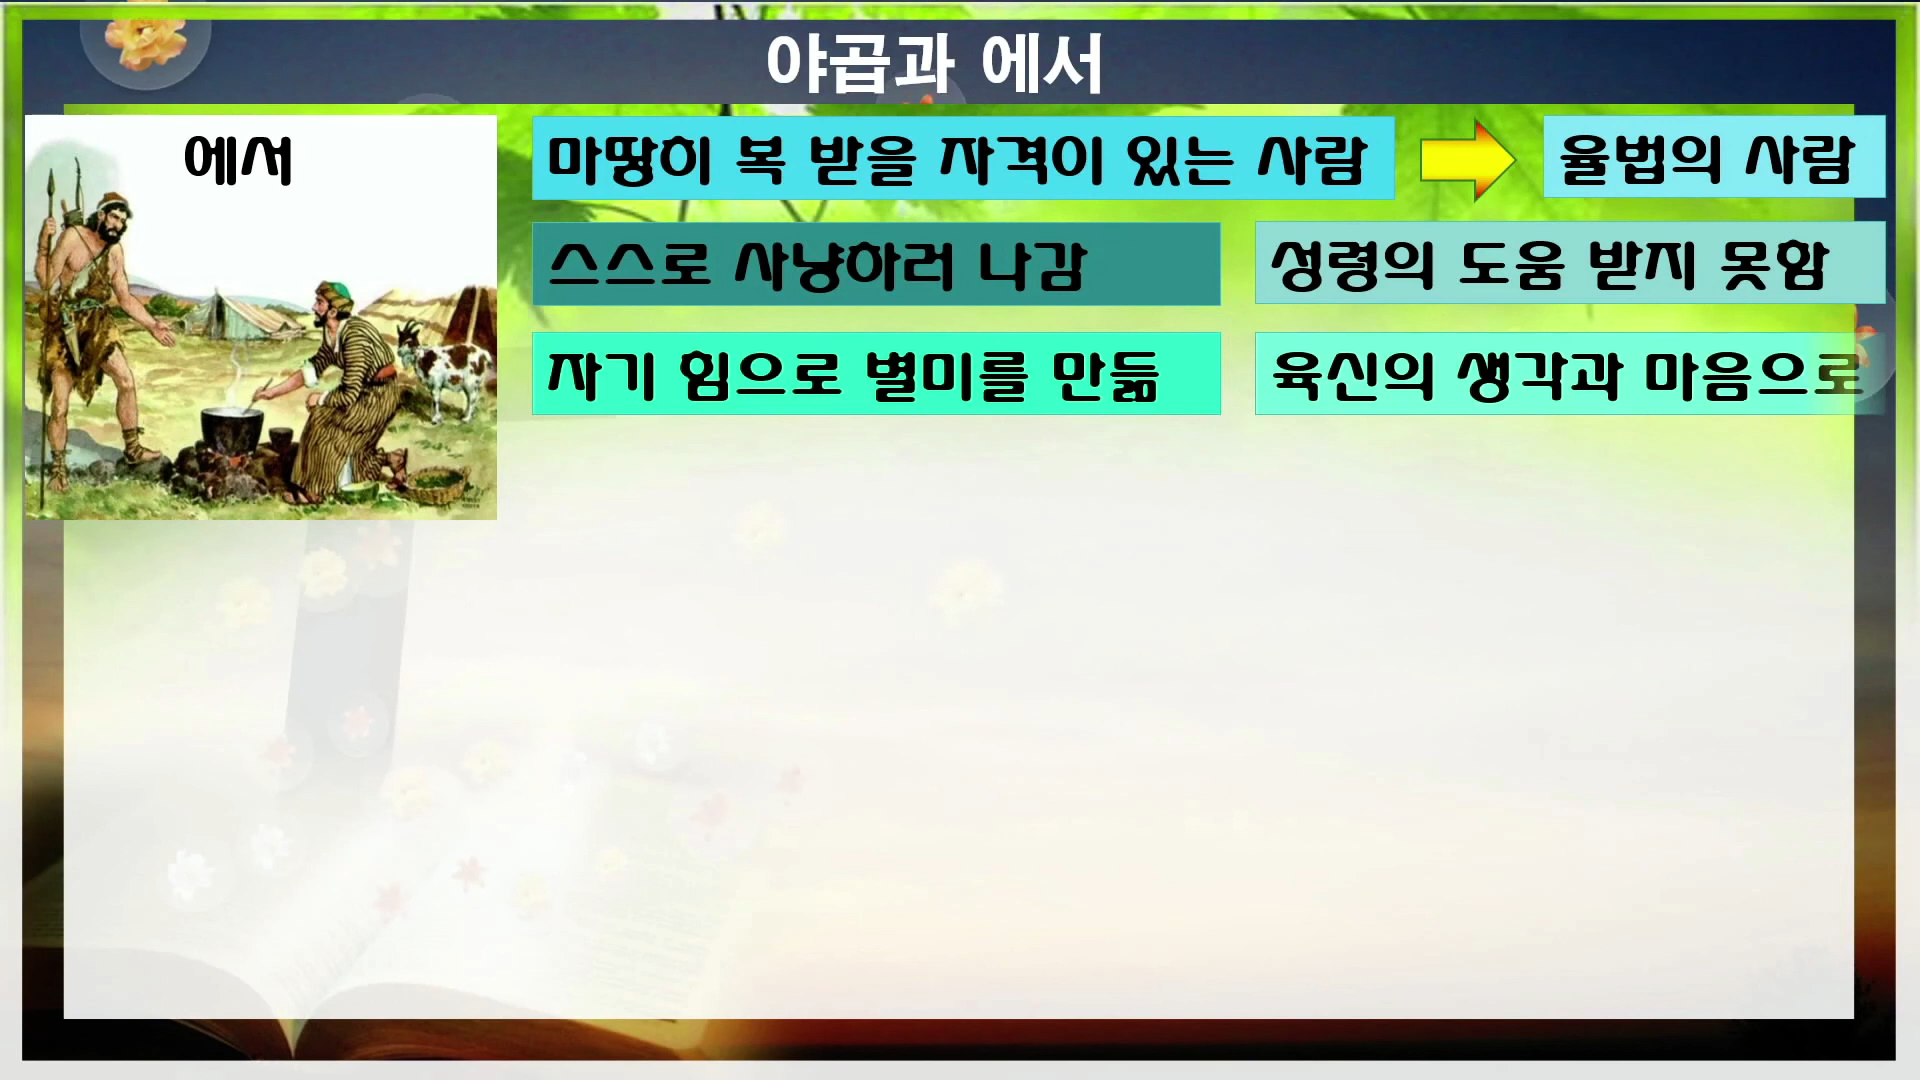 야곱과 에서
에서
마땅히 복 받을 자격이 있는 사람
율법의 사람
스스로 사냥하러 나감
성령의 도움 받지 못함
자기 힘으로 별미를 만듦
육신의 생각과 마음으로